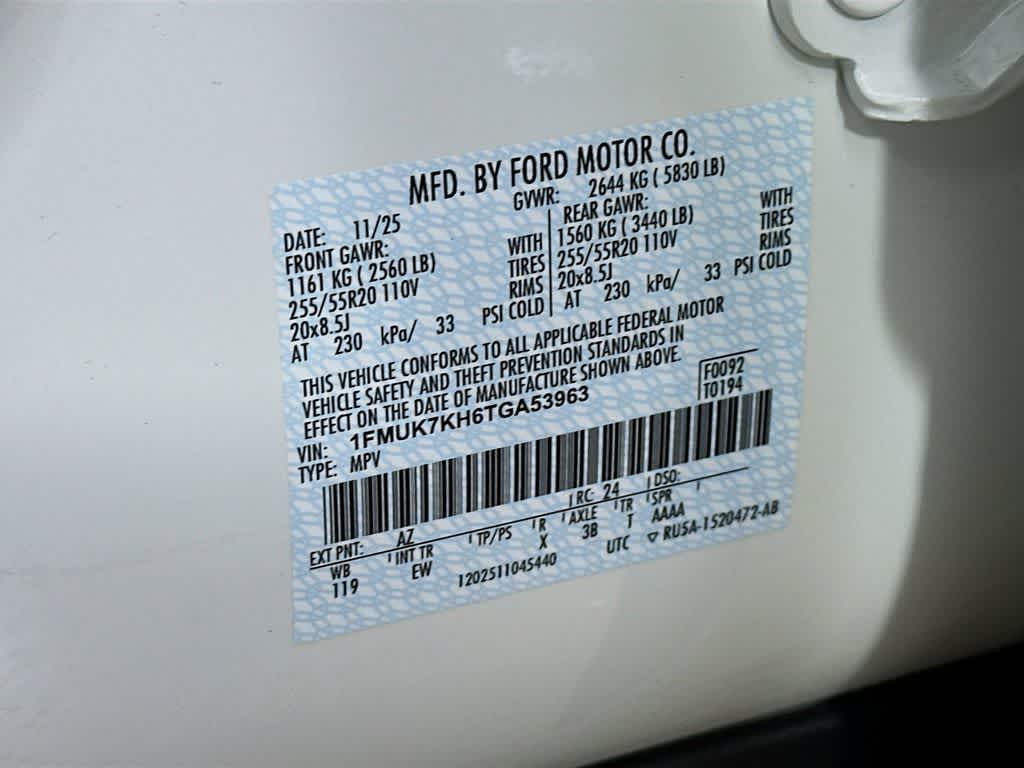 MFD. BY FORD MOTOR CO.
DATE: 11/25 GVWR: 2644 KG ( 5830 LB)
FRONT GAWR: REAR GAWR:
1161 KG ( 2560 LB) WITH 1560 KG ( 3440 LB) WITH
255/55R20 110V TIRES 255/55R20 110V TIRES
20x8.5J RIMS 20x8.5J RIMS
AT 230 kPa/ 33 PSI COLD AT 230 kPa/ 33 PSI COLD
THIS VEHICLE CONFORMS TO ALL APPLICABLE FEDERAL MOTOR
VEHICLE SAFETY AND THEFT PREVENTION STANDARDS IN
EFFECT ON THE DATE OF MANUFACTURE SHOWN ABOVE.
VIN: 1FMUK7KH6TGA53963 F0092
TYPE: MPV T0194
EXT PNT: AZ RC: 24 DSO:
WB INT TR TP/PS R AXLE TR SPR
119 EW X 3B T AAAA
1202511045440 UTC ▽ RU5A-1520472-AB